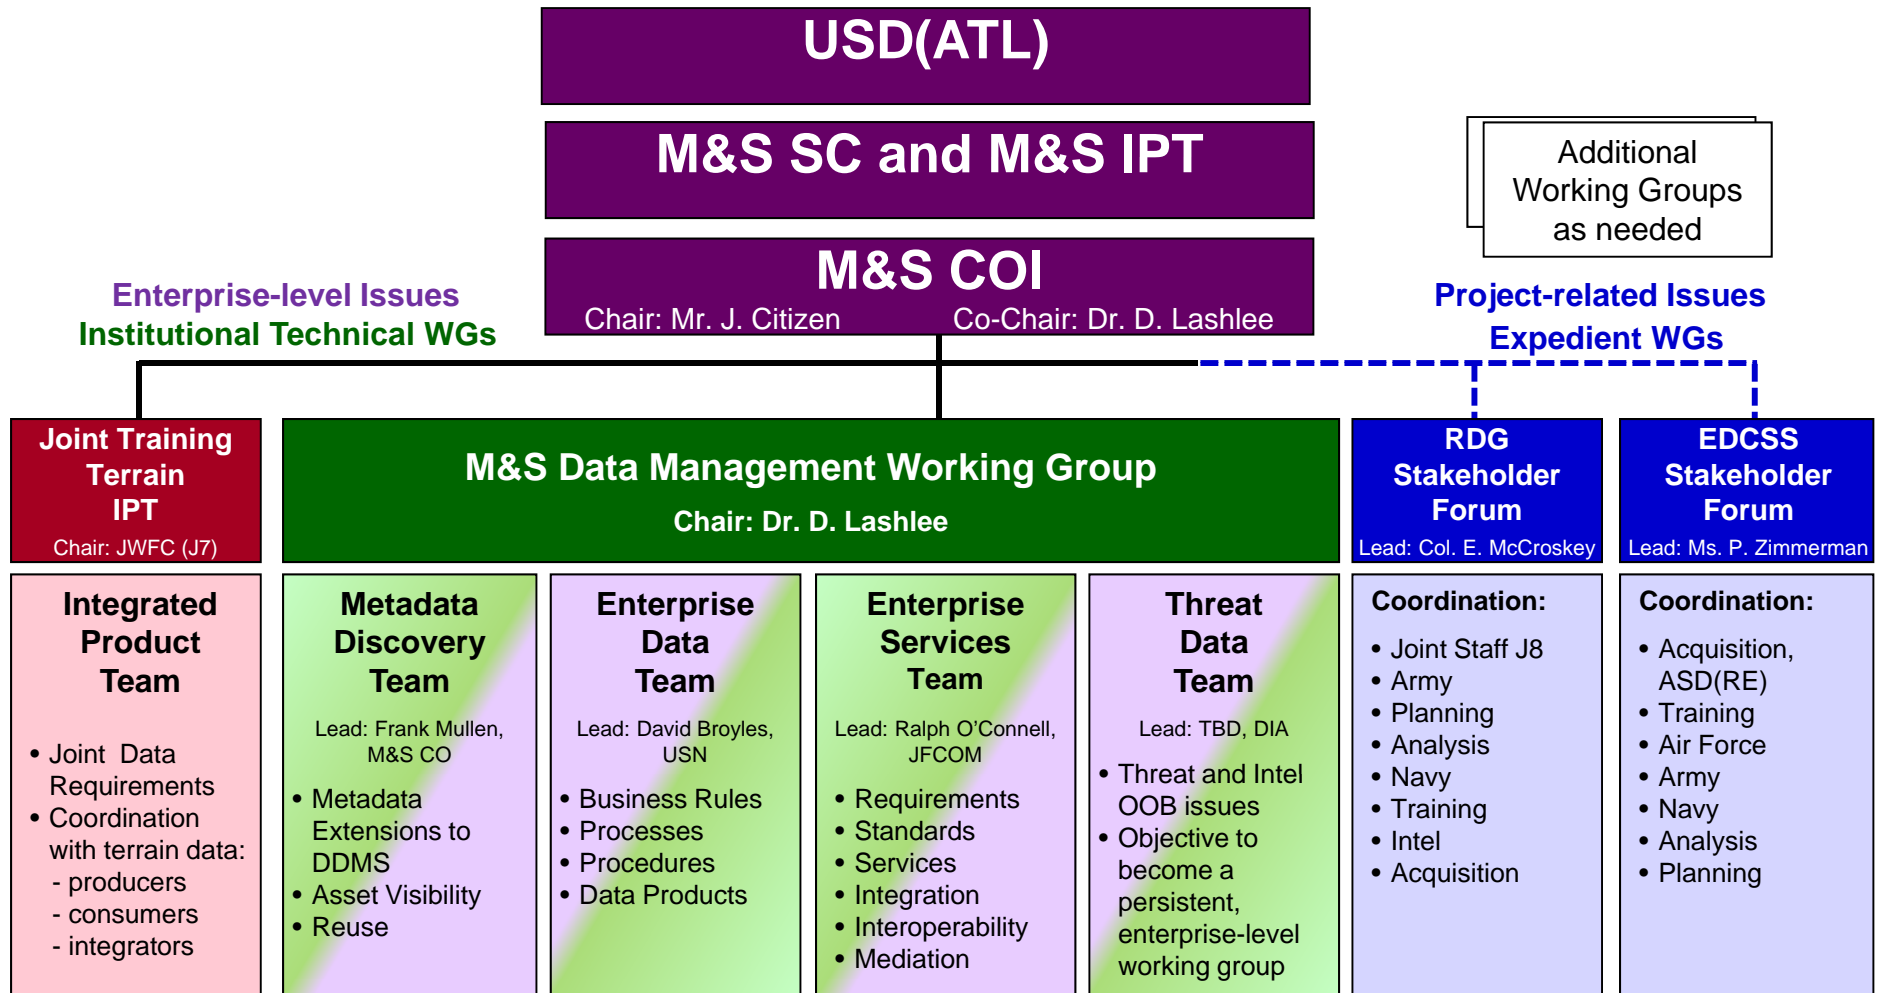 USD(ATL)
M&S SC and M&S IPT
Additional
Working Groups
as needed
M&S COI
Chair: Mr. J. Citizen Co-Chair: Dr. D. Lashlee
Enterprise-level Issues
Institutional Technical WGs
Project-related Issues
Expedient WGs
Joint Training
Terrain
IPT
Chair: JWFC (J7)
M&S Data Management Working Group
Chair: Dr. D. Lashlee
RDG
Stakeholder
Forum
Lead: Col. E. McCroskey
EDCSS
Stakeholder
Forum
Lead: Ms. P. Zimmerman
Integrated
Product
Team
• Joint Data
Requirements
• Coordination
with terrain data:
- producers
- consumers
- integrators
Metadata
Discovery
Team
Lead: Frank Mullen,
M&S CO
• Metadata
Extensions to
DDMS
• Asset Visibility
• Reuse
Enterprise
Data
Team
Lead: David Broyles,
USN
• Business Rules
• Processes
• Procedures
• Data Products
Enterprise
Services
Team
Lead: Ralph O’Connell,
JFCOM
• Requirements
• Standards
• Services
• Integration
• Interoperability
• Mediation
Threat
Data
Team
Lead: TBD, DIA
• Threat and Intel
OOB issues
• Objective to
become a
persistent,
enterprise-level
working group
Coordination:
• Joint Staff J8
• Army
• Planning
• Analysis
• Navy
• Training
• Intel
• Acquisition
Coordination:
• Acquisition,
ASD(RE)
• Training
• Air Force
• Army
• Navy
• Analysis
• Planning